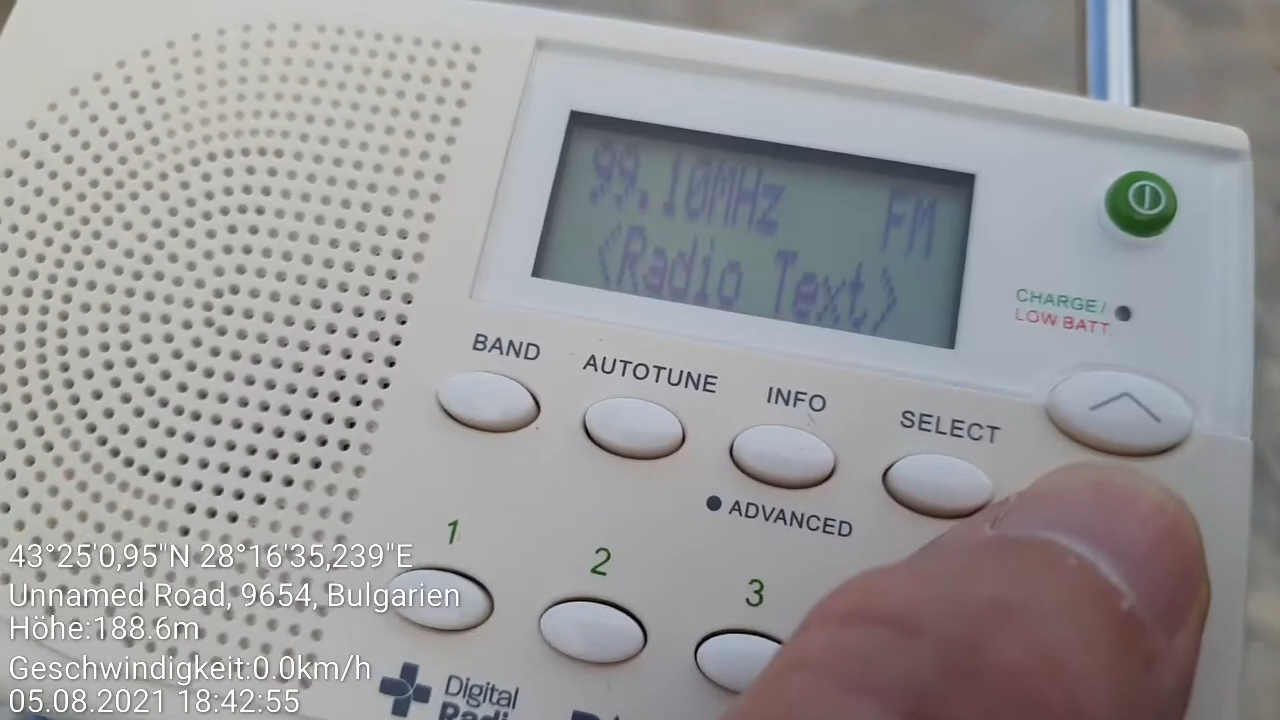 99.10MHz FM
<Radio Text>
CHARGE/
LOW BATT.
BAND AUTOTUNE INFO SELECT
ADVANCED
1 2 3
Digital
43°25'0,95"N 28°16'35,239"E
Unnamed Road, 9654, Bulgarien
Höhe:188.6m
Geschwindigkeit:0.0km/h
05.08.2021 18:42:55